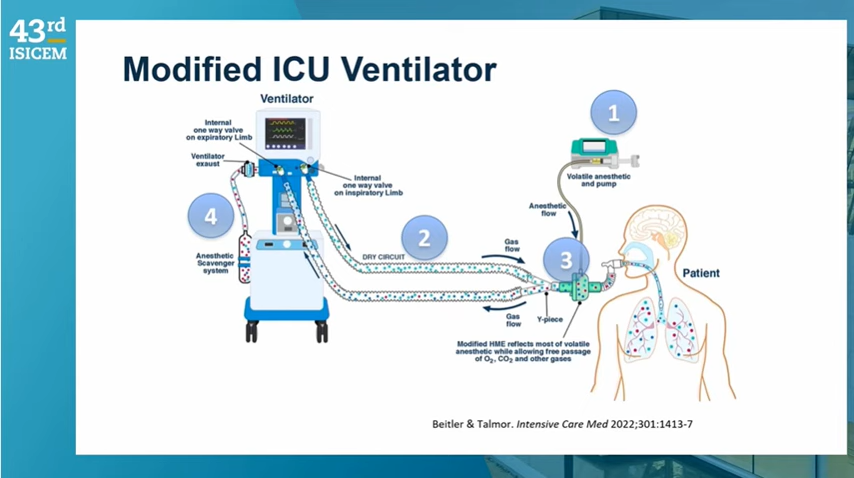 43rd
ISICEM
Modified ICU Ventilator
Ventilator
Internal
one way valve
on expiratory Limb
Ventilator
exaust
Internal
one way valve
on inspiratory Limb
4
Anesthetic
Scavenger
system
DRY CIRCUIT
2
Gas
flow
Gas
flow
1
Volatile anesthetic
and pump
Anesthetic
flow
3
Y-piece
Modified HME reflects most of volatile
anesthetic while allowing free passage
of O₂, CO₂ and other gases
Patient
Beitler & Talmor. Intensive Care Med 2022;301:1413-7